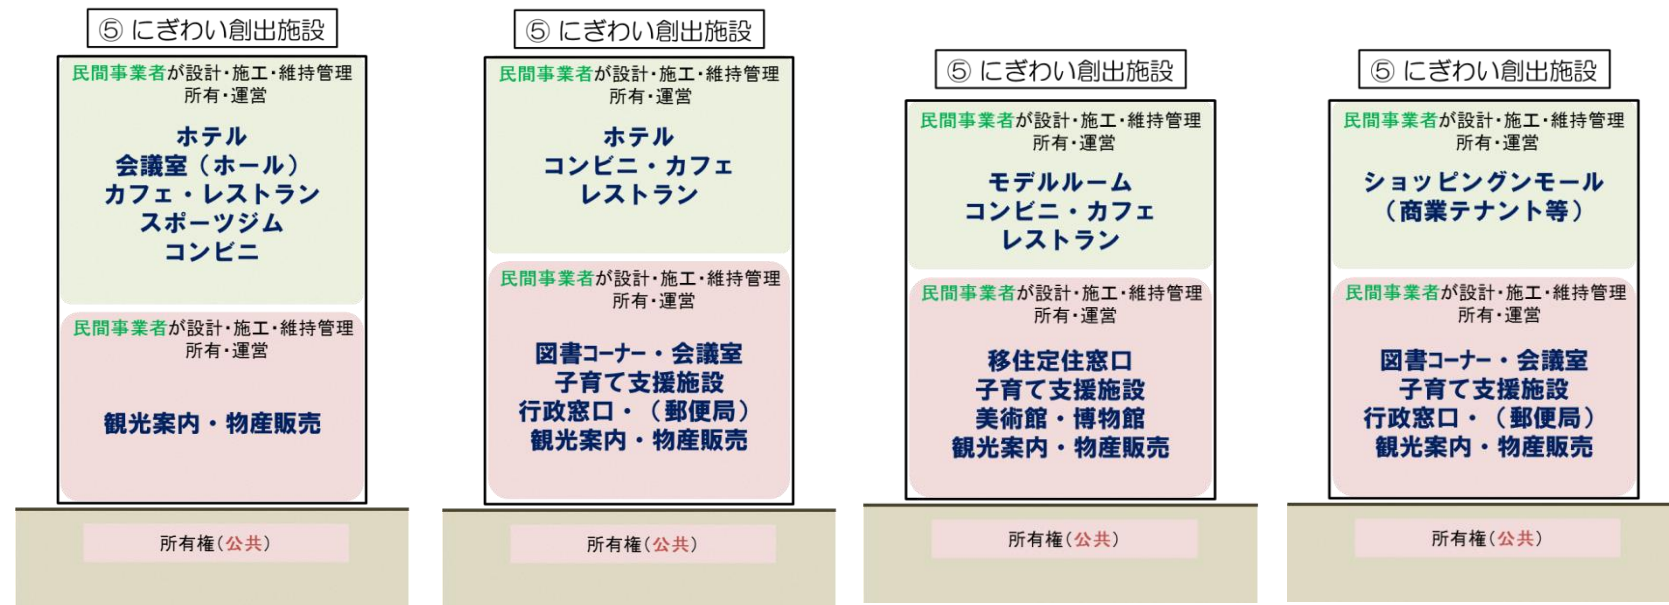 ⑤ にぎわい創出施設
民間事業者が設計・施工・維持管理
所有・運営
ホテル
会議室（ホール）
カフェ・レストラン
スポーツジム
コンビニ
民間事業者が設計・施工・維持管理
所有・運営
観光案内・物産販売
所有権(公共)
⑤ にぎわい創出施設
民間事業者が設計・施工・維持管理
所有・運営
ホテル
コンビニ・カフェ
レストラン
民間事業者が設計・施工・維持管理
所有・運営
図書コーナー・会議室
子育て支援施設
行政窓口・（郵便局）
観光案内・物産販売
所有権(公共)
⑤ にぎわい創出施設
民間事業者が設計・施工・維持管理
所有・運営
モデルルーム
コンビニ・カフェ
レストラン
民間事業者が設計・施工・維持管理
所有・運営
移住定住窓口
子育て支援施設
美術館・博物館
観光案内・物産販売
所有権(公共)
⑤ にぎわい創出施設
民間事業者が設計・施工・維持管理
所有・運営
ショッピングンモール
（商業テナント等）
民間事業者が設計・施工・維持管理
所有・運営
図書コーナー・会議室
子育て支援施設
行政窓口・（郵便局）
観光案内・物産販売
所有権(公共)